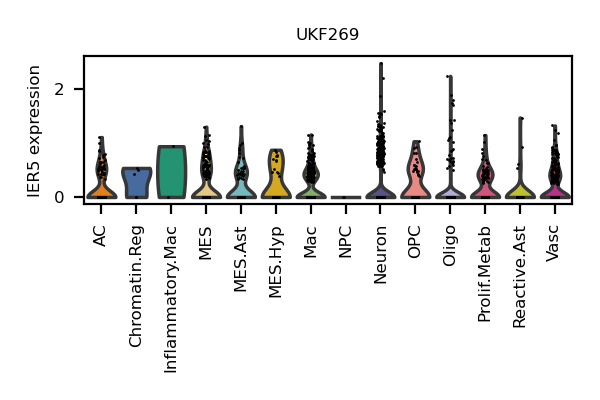 UKF269
IER5 expression
2
0
AC
Chromatin.Reg
Inflammatory.Mac
MES
MES.Ast
MES.Hyp
Mac
NPC
Neuron
OPC
Oligo
Prolif.Metab
Reactive.Ast
Vasc